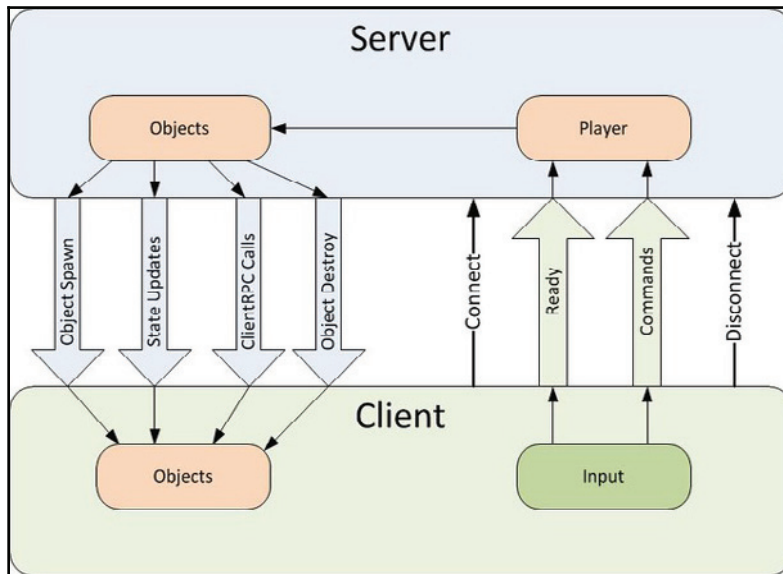 Server
Objects
Player
Object Spawn
State Updates
ClientRPC Calls
Object Destroy
Connect
Ready
Commands
Disconnect
Client
Objects
Input